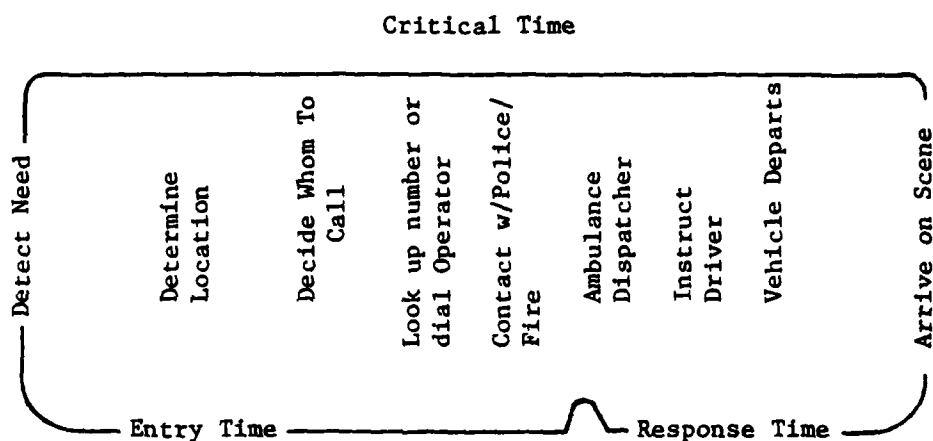 Critical Time
Detect Need
Determine
Location
Decide Whom To
Call
Look up number or
dial Operator
Contact w/Police/
Fire
Ambulance
Dispatcher
Instruct
Driver
Vehicle Departs
Arrive on Scene
Entry Time
Response Time